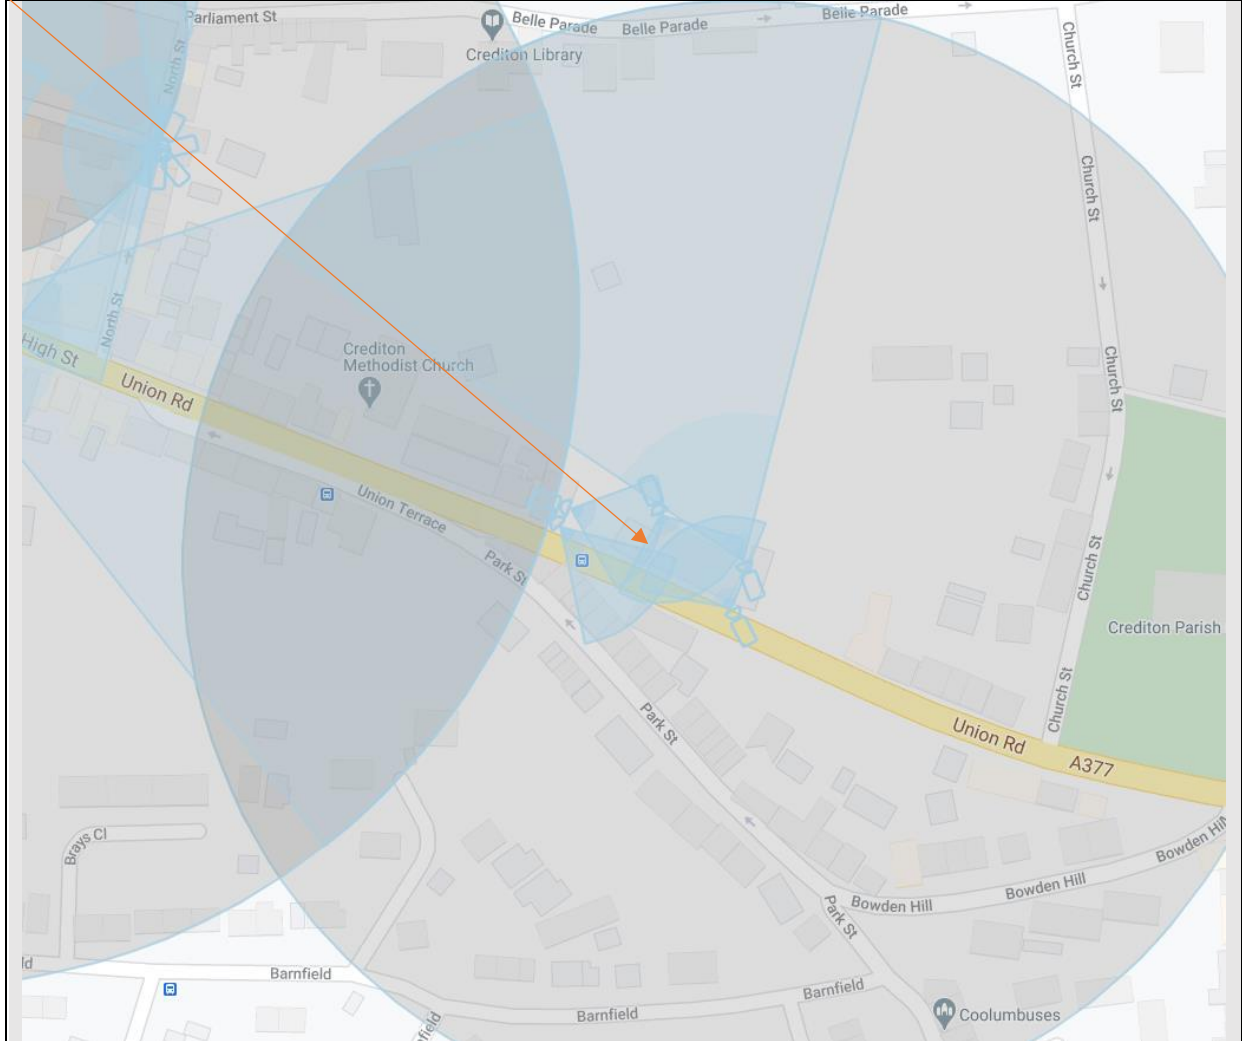 Parliament St
Belle Parade
Belle Parade
Belle Parade
North St
Crediton Library
Church St
Church St
Church St
Church St
Church St
North St
High St
Union Rd
Crediton
Methodist Church
Union Terrace
Park St
Crediton Parish
Park St
Union Rd
A377
Brays Cl
Bowden Hill
Bowden Hill
Bowden Hill
Park St
ld
Barnfield
Barnfield
Barnfield
field
Coolumbuses